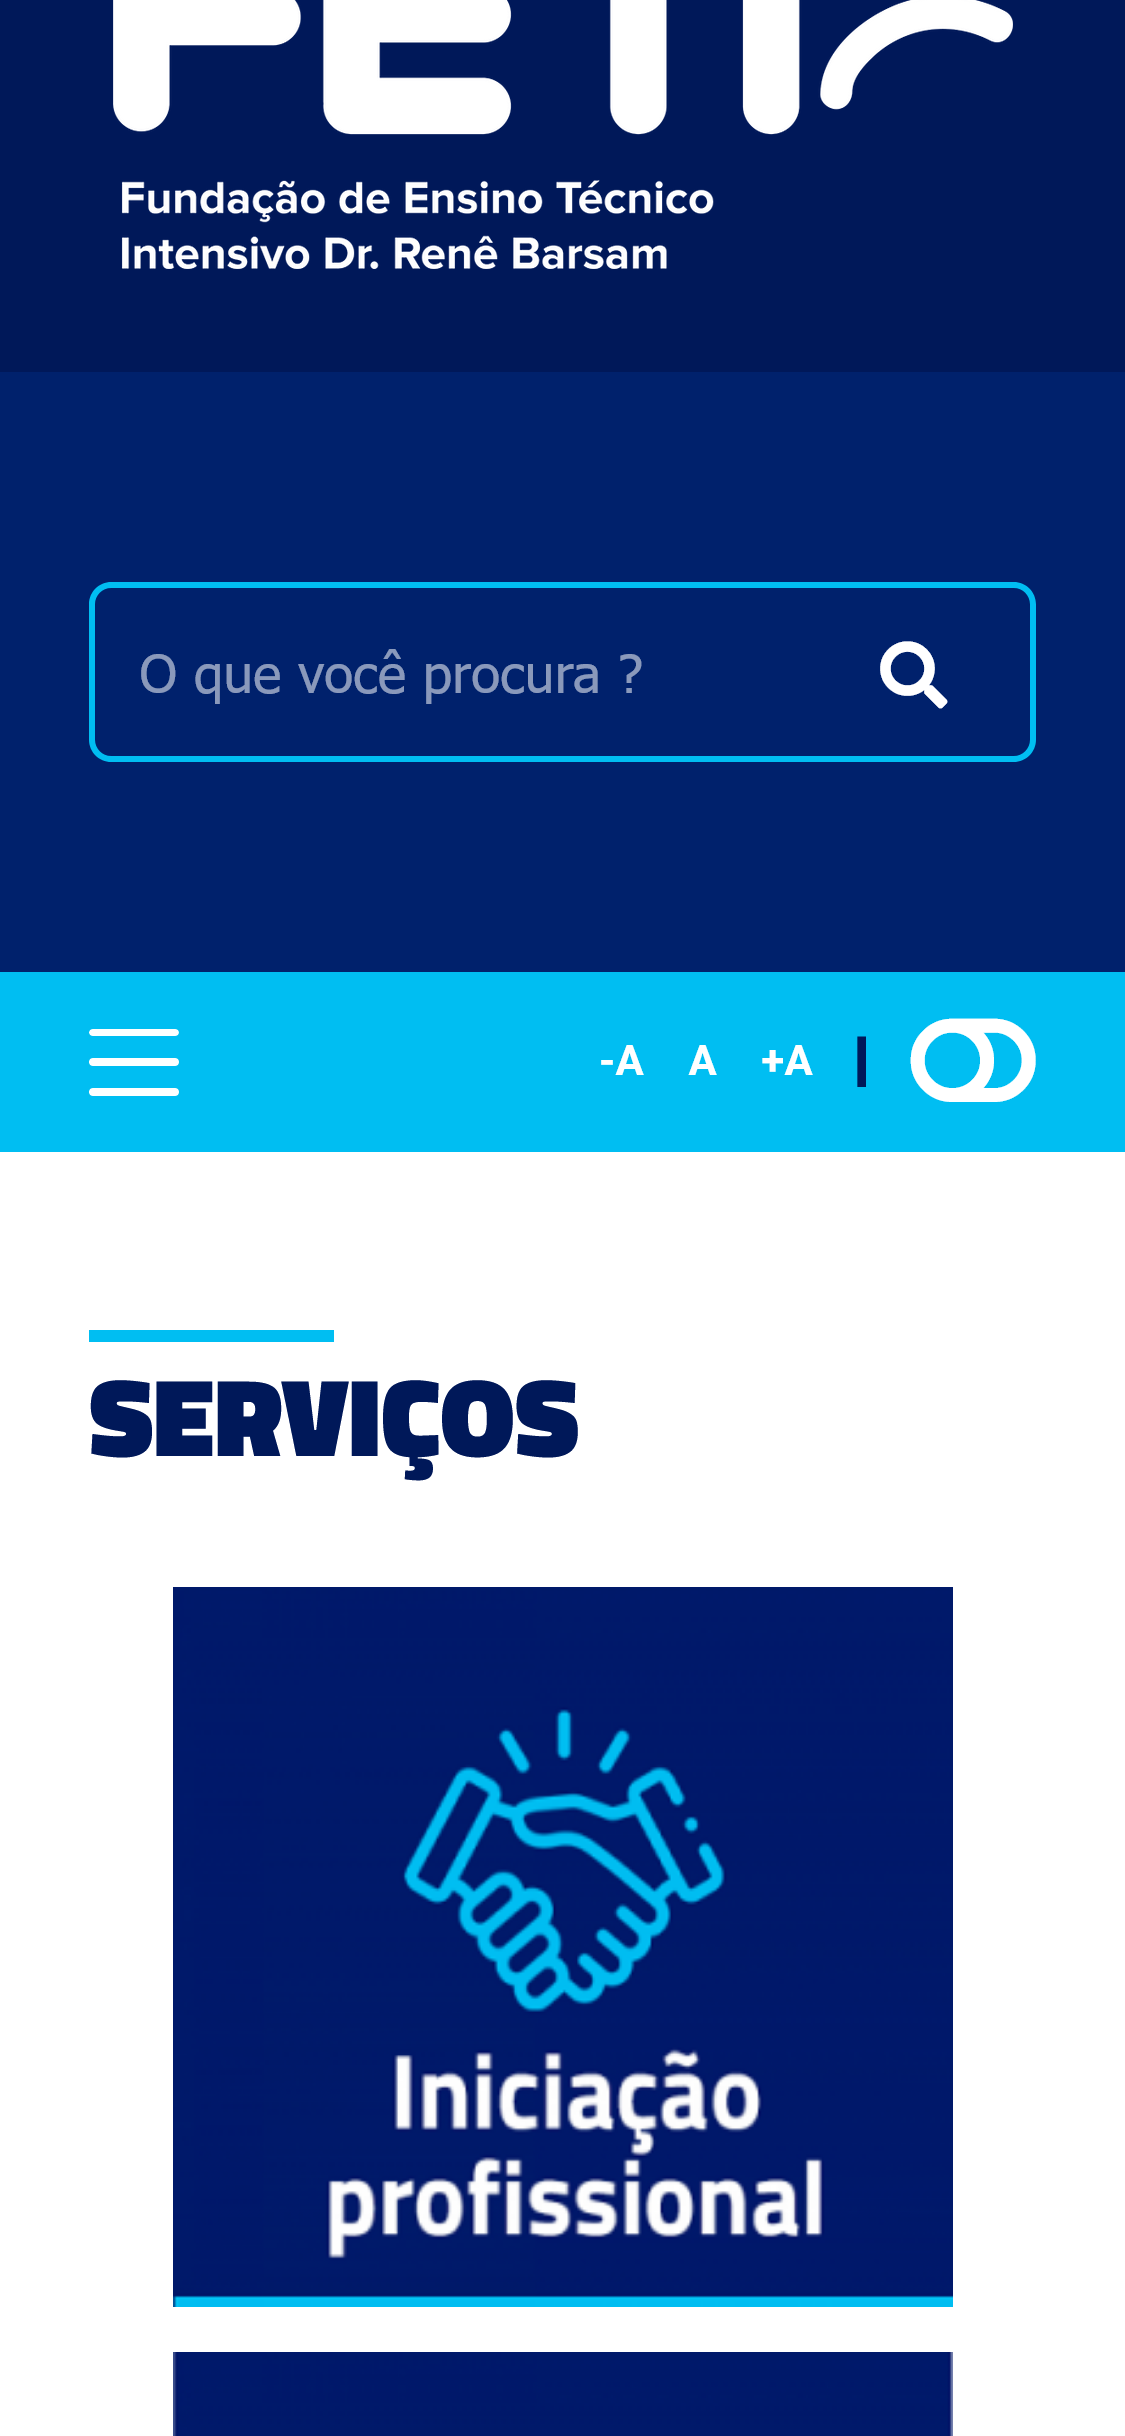 Fundação de Ensino Técnico
Intensivo Dr. Renê Barsam
O que você procura ?
-A A +A
SERVIÇOS
Iniciação
profissional